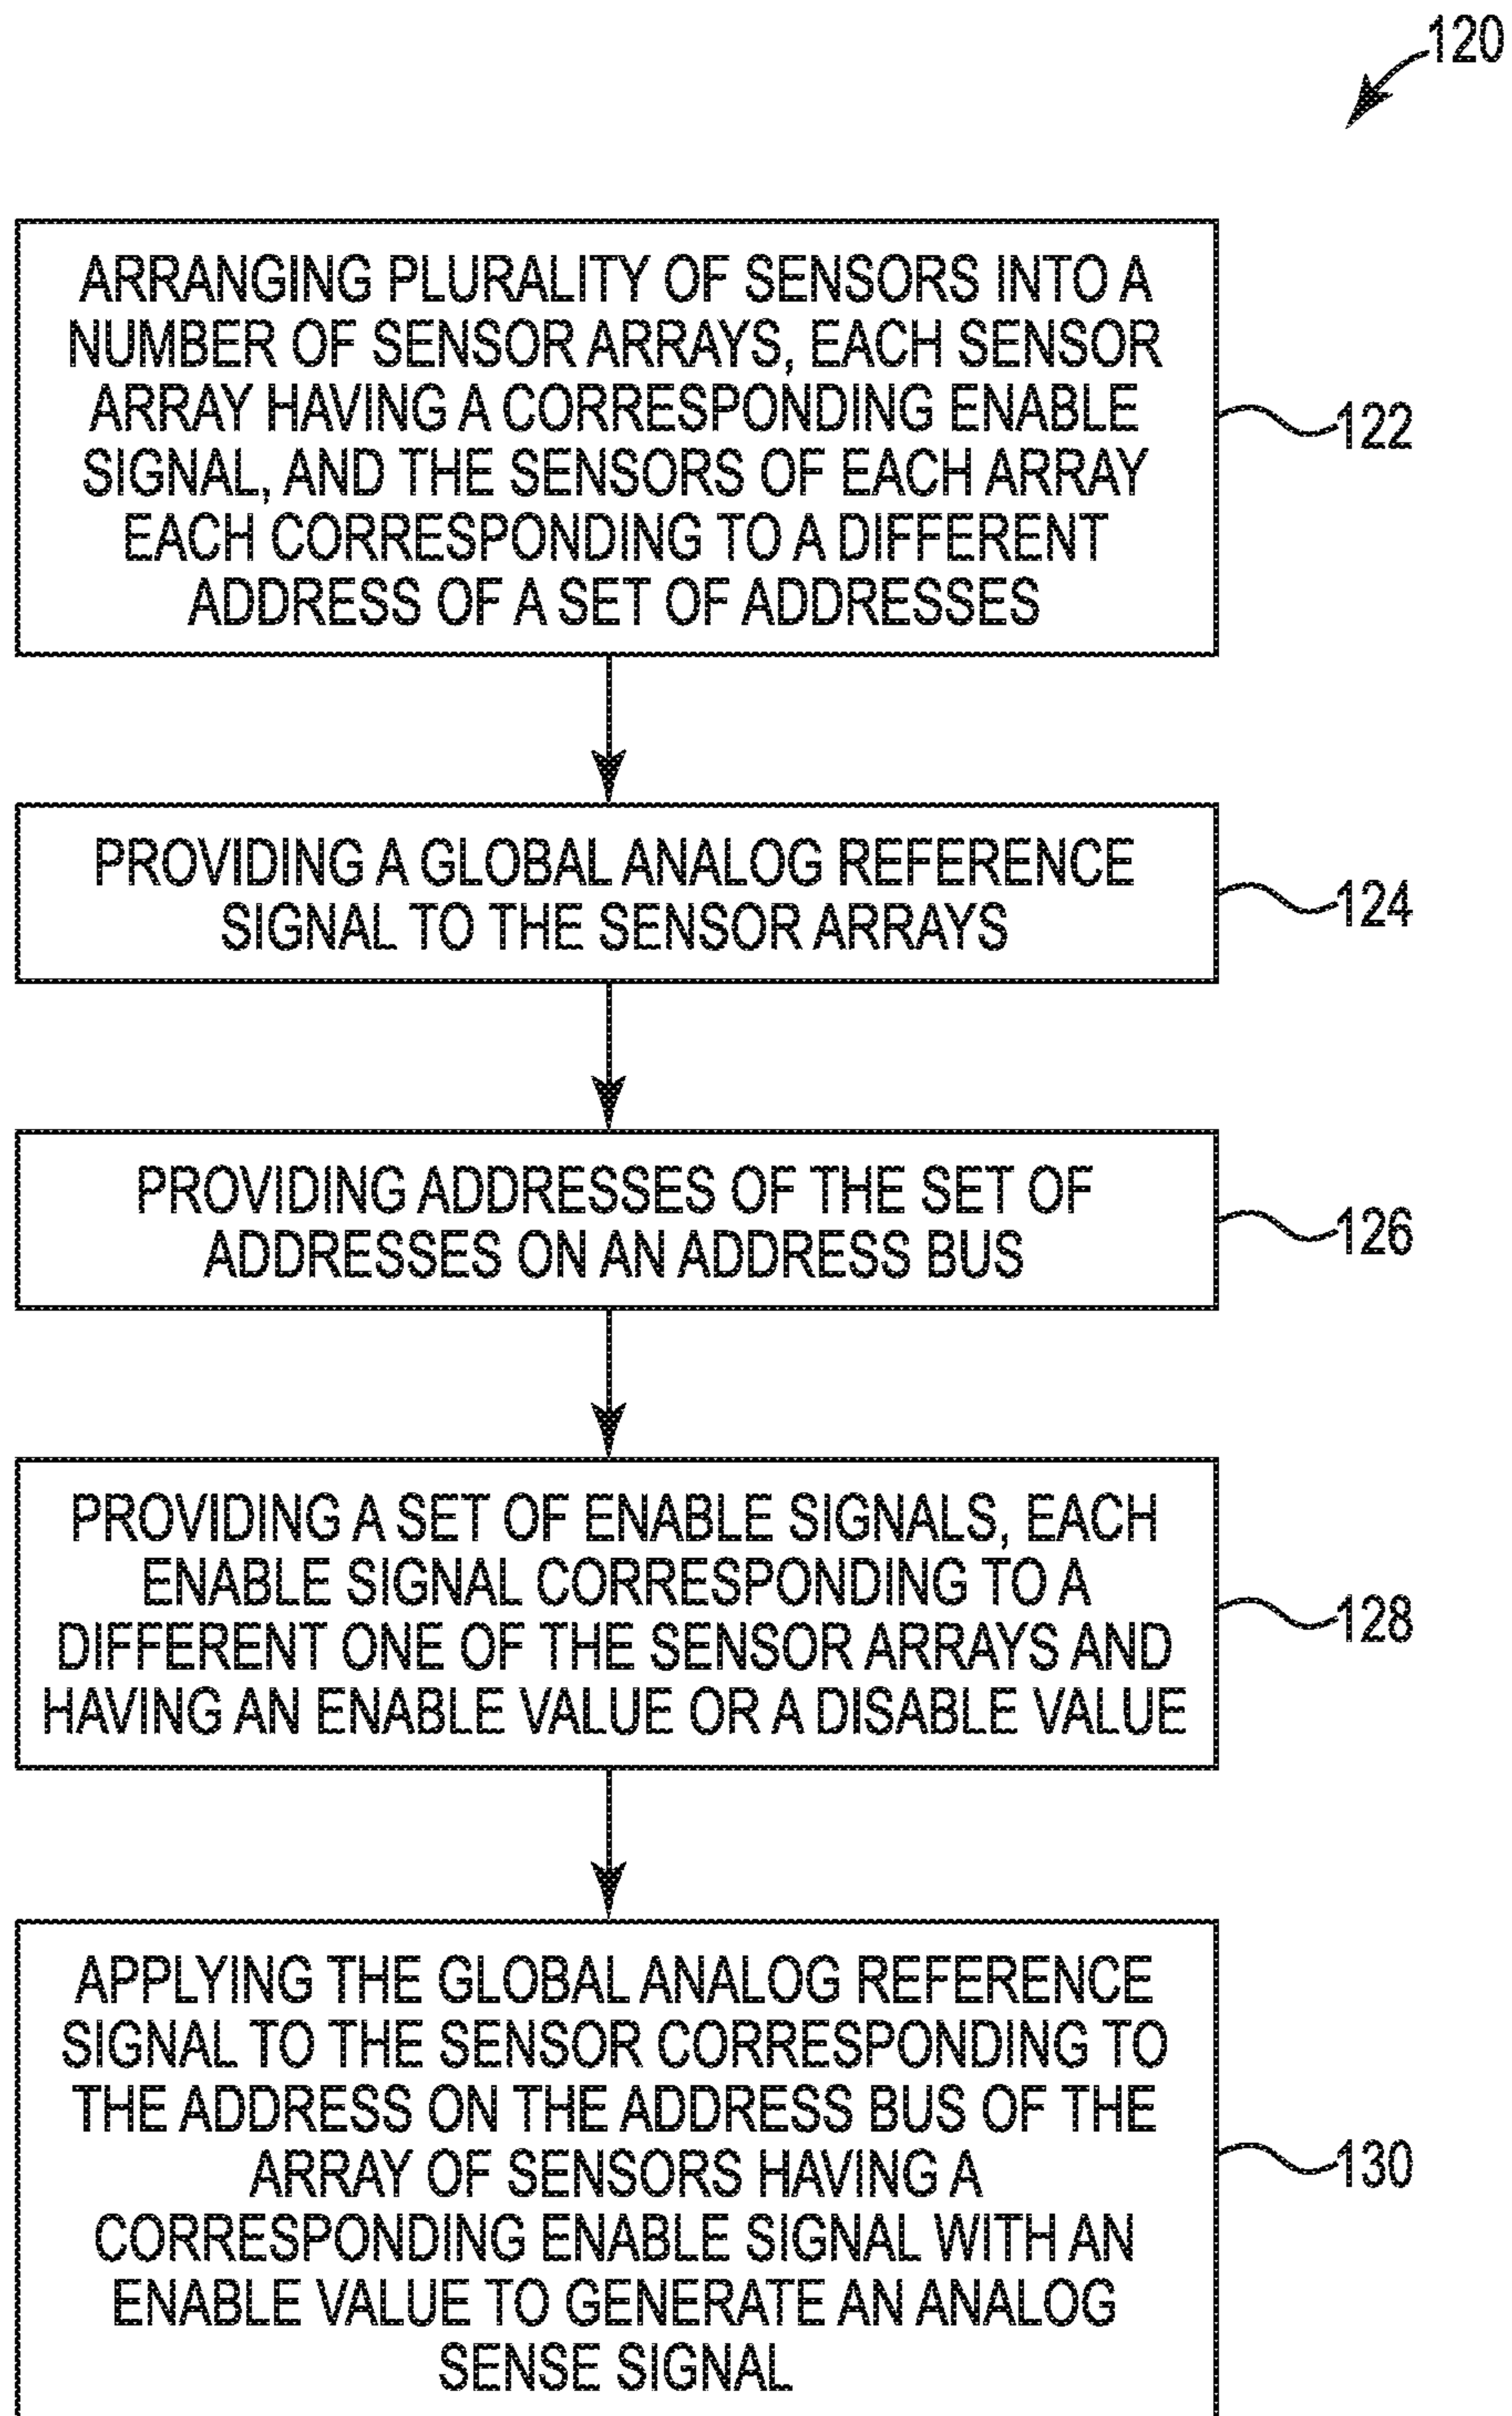 120
ARRANGING PLURALITY OF SENSORS INTO A
NUMBER OF SENSOR ARRAYS, EACH SENSOR
ARRAY HAVING A CORRESPONDING ENABLE
SIGNAL, AND THE SENSORS OF EACH ARRAY
EACH CORRESPONDING TO A DIFFERENT
ADDRESS OF A SET OF ADDRESSES
122
PROVIDING A GLOBAL ANALOG REFERENCE
SIGNAL TO THE SENSOR ARRAYS
124
PROVIDING ADDRESSES OF THE SET OF
ADDRESSES ON AN ADDRESS BUS
126
PROVIDING A SET OF ENABLE SIGNALS, EACH
ENABLE SIGNAL CORRESPONDING TO A
DIFFERENT ONE OF THE SENSOR ARRAYS AND
HAVING AN ENABLE VALUE OR A DISABLE VALUE
128
APPLYING THE GLOBAL ANALOG REFERENCE
SIGNAL TO THE SENSOR CORRESPONDING TO
THE ADDRESS ON THE ADDRESS BUS OF THE
ARRAY OF SENSORS HAVING A
CORRESPONDING ENABLE SIGNAL WITH AN
ENABLE VALUE TO GENERATE AN ANALOG
SENSE SIGNAL
130